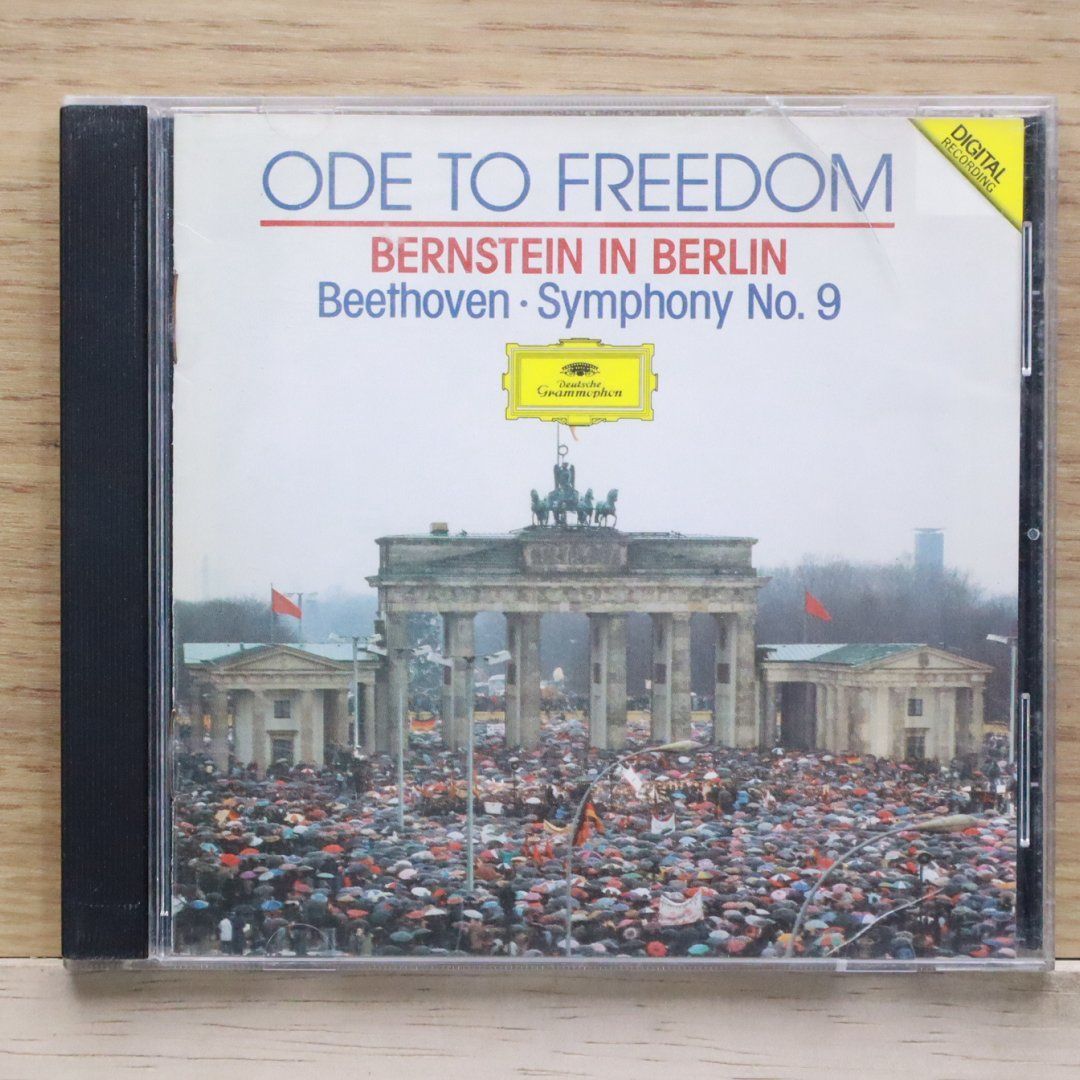 ODE TO FREEDOM
DIGITAL
RECORDING
BERNSTEIN IN BERLIN
Beethoven · Symphony No. 9
Deutsche
Grammophon